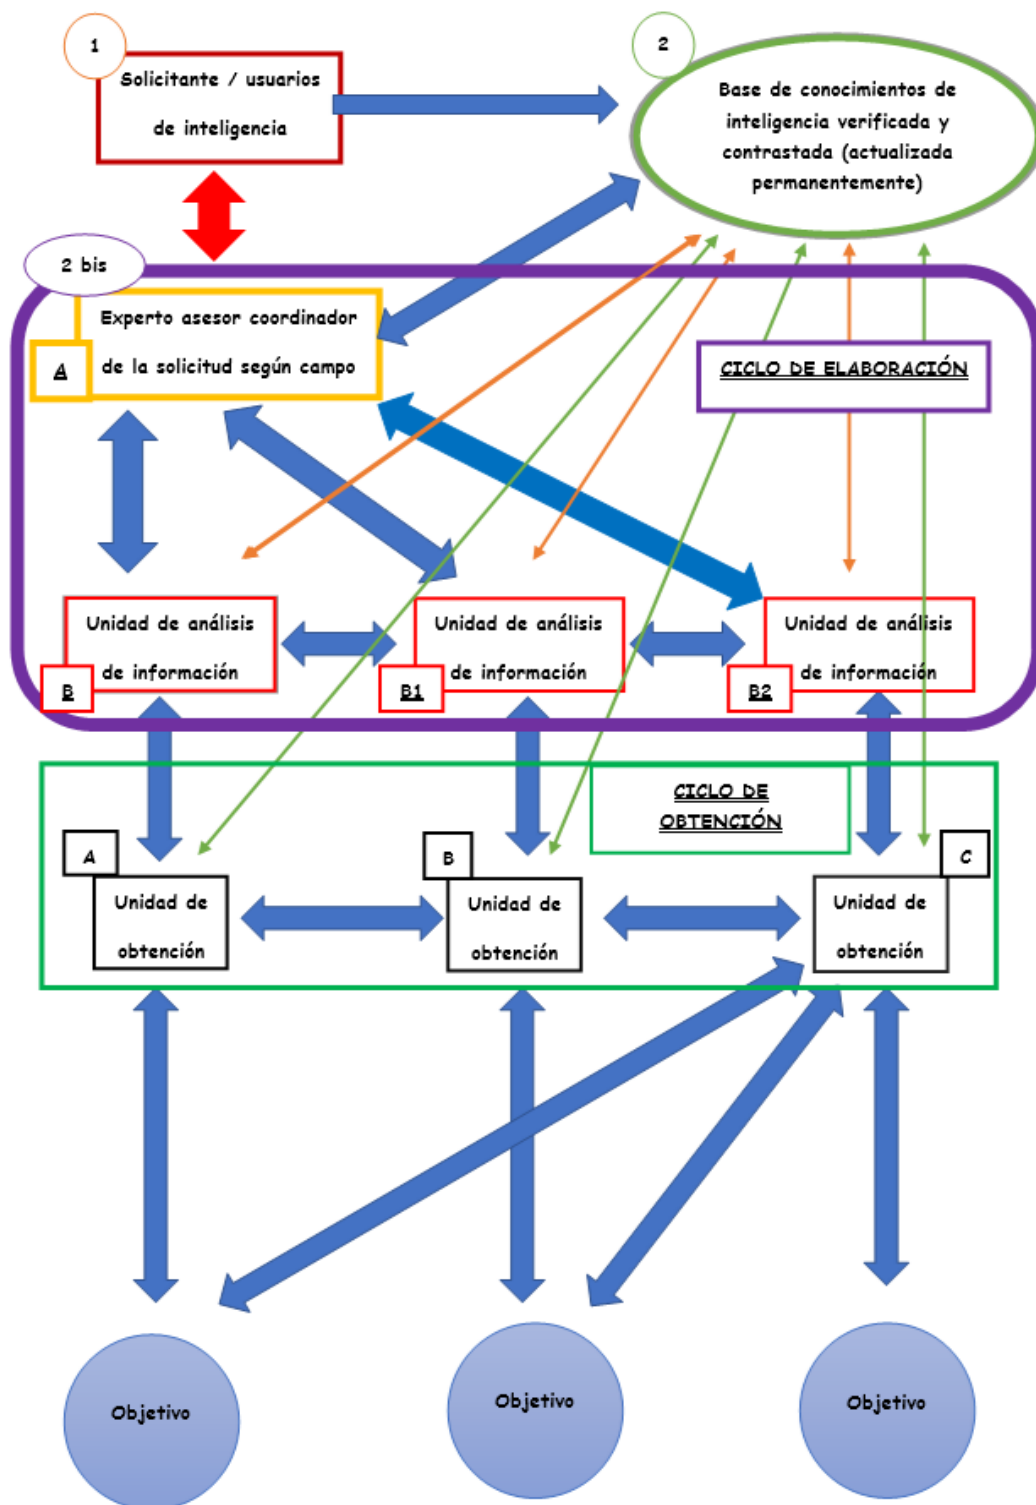 1
Solicitante / usuarios
de inteligencia
2
Base de conocimientos de
inteligencia verificada y
contrastada (actualizada
permanentemente)
2 bis
A
Experto asesor coordinador
de la solicitud según campo
CICLO DE ELABORACIÓN
Unidad de análisis
de información
B
Unidad de análisis
de información
B1
Unidad de análisis
de información
B2
CICLO DE
OBTENCIÓN
A
Unidad de
obtención
B
Unidad de
obtención
C
Unidad de
obtención
Objetivo
Objetivo
Objetivo